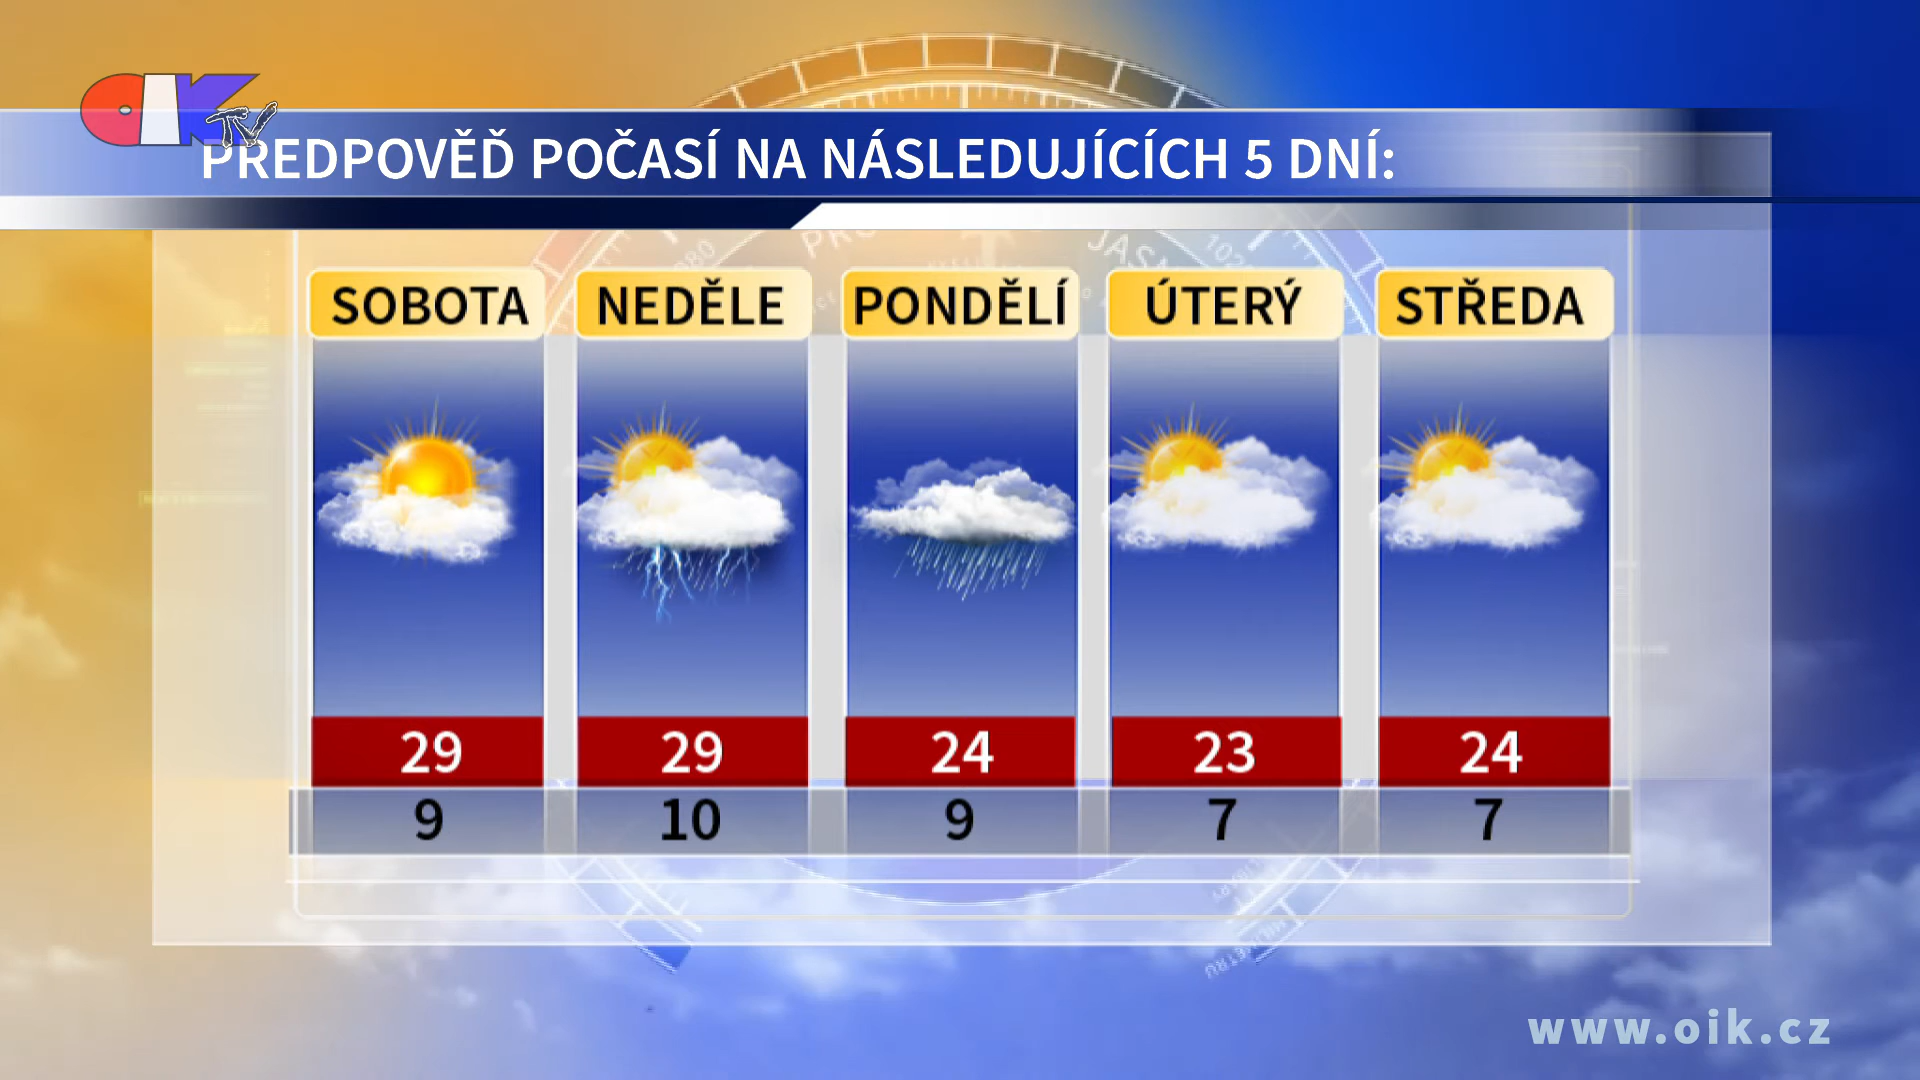 OIK TV
PŘEDPOVĚĎ POČASÍ NA NÁSLEDUJÍCÍCH 5 DNÍ:
SOBOTA NEDĚLE PONDĚLÍ ÚTERÝ STŘEDA
29 29 24 23 24
9 10 9 7 7
www.oik.cz